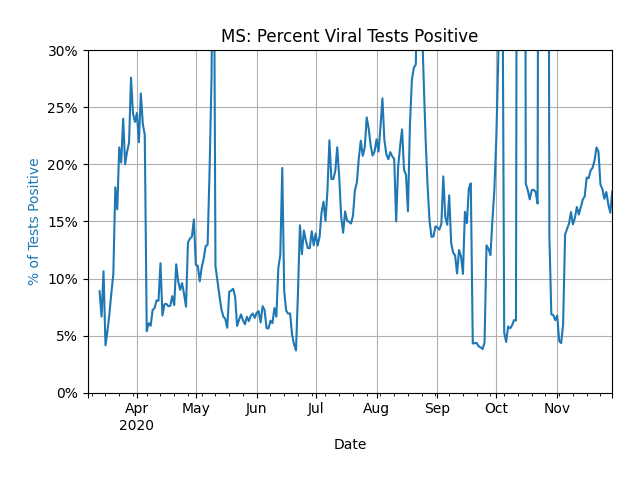 MS: Percent Viral Tests Positive
30%
25%
20%
15%
10%
5%
0%
% of Tests Positive
Apr May Jun Jul Aug Sep Oct Nov
2020
Date